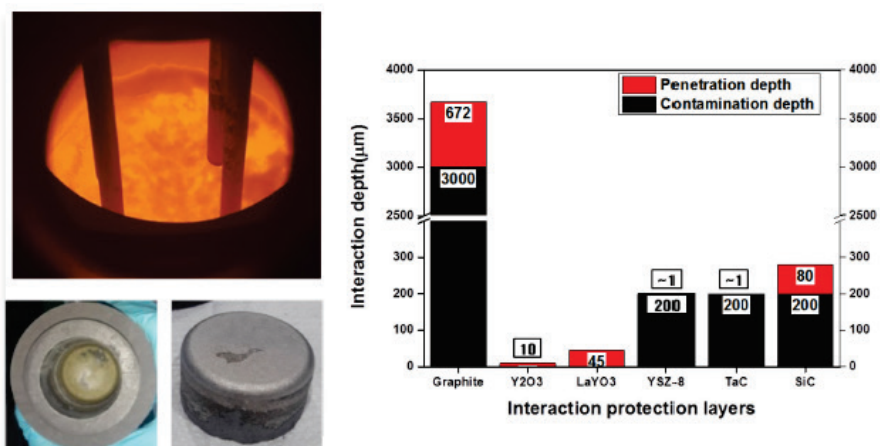 4000
3500
3000
2500
300
200
100
0
Interaction depth(μm)
Penetration depth
Contamination depth
672
3000
10
45
~1
200
~1
200
80
200
4000
3500
3000
2500
300
200
100
0
Graphite
Y2O3
LaYO3
YSZ-8
TaC
SiC
Interaction protection layers